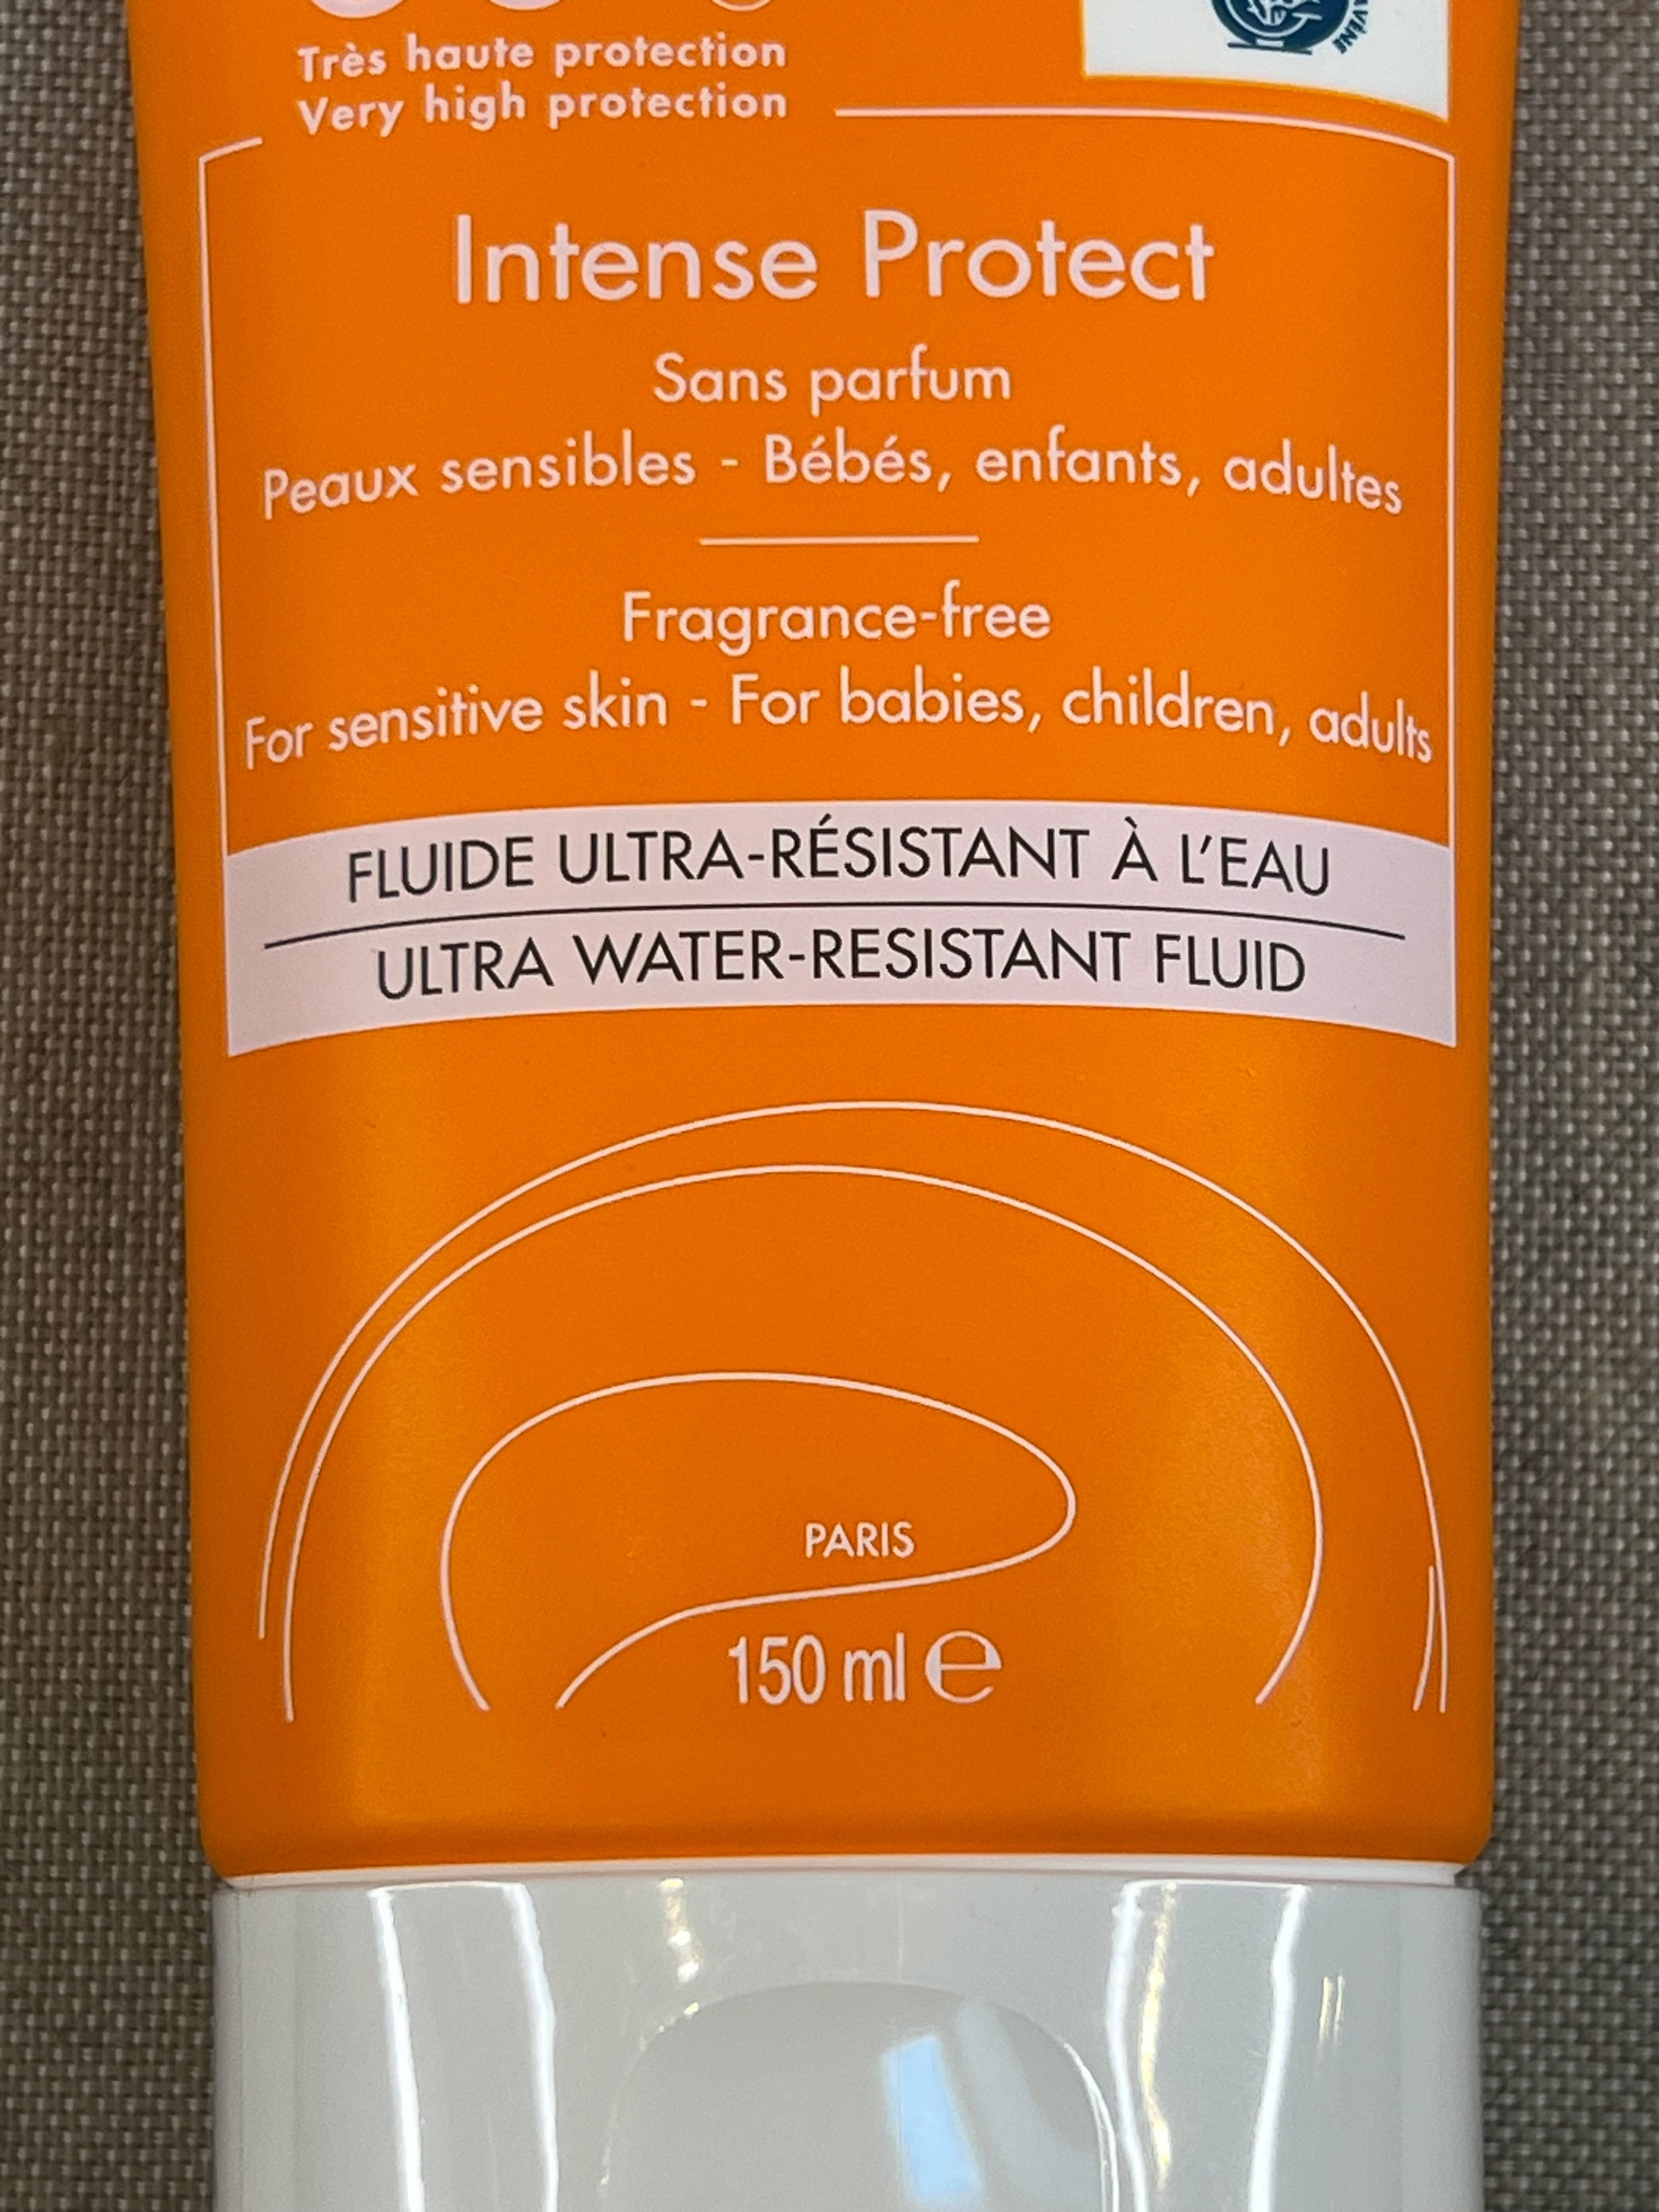 Très haute protection
Very high protection
Intense Protect
Sans parfum
Peaux sensibles - Bébés, enfants, adultes
Fragrance-free
For sensitive skin - For babies, children, adults
FLUIDE ULTRA-RÉSISTANT À L'EAU
ULTRA WATER-RESISTANT FLUID
PARIS
150 ml e